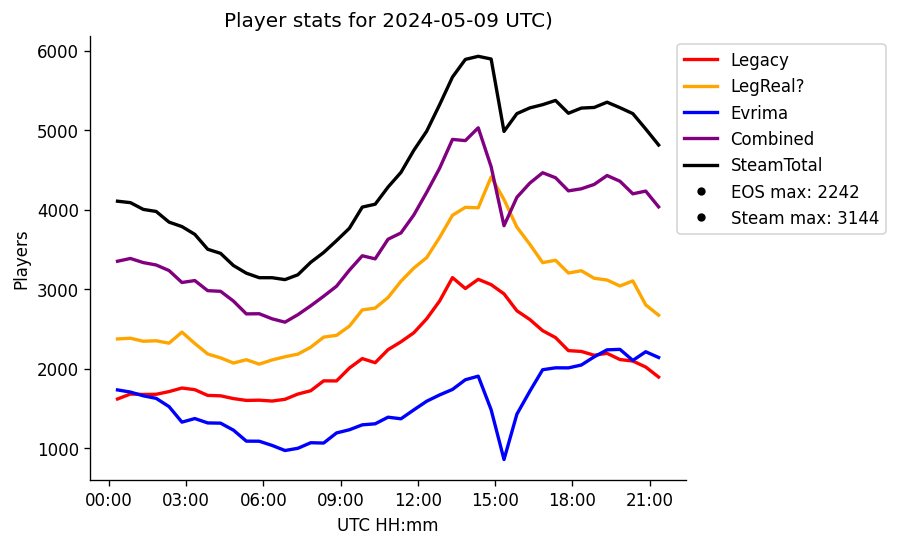 Player stats for 2024-05-09 UTC)
6000
5000
4000
3000
2000
1000
Players
00:00 03:00 06:00 09:00 12:00 15:00 18:00 21:00
UTC HH:mm
Legacy
LegReal?
Evrima
Combined
SteamTotal
EOS max: 2242
Steam max: 3144